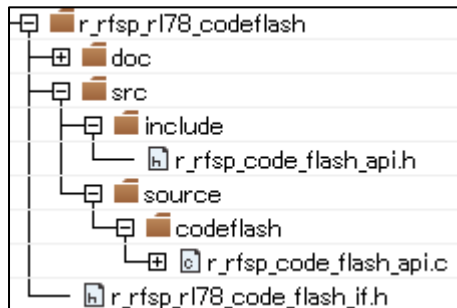 r_rfsp_rl78_codeflash
doc
src
include
r_rfsp_code_flash_api.h
source
codeflash
r_rfsp_code_flash_api.c
r_rfsp_rl78_code_flash_if.h